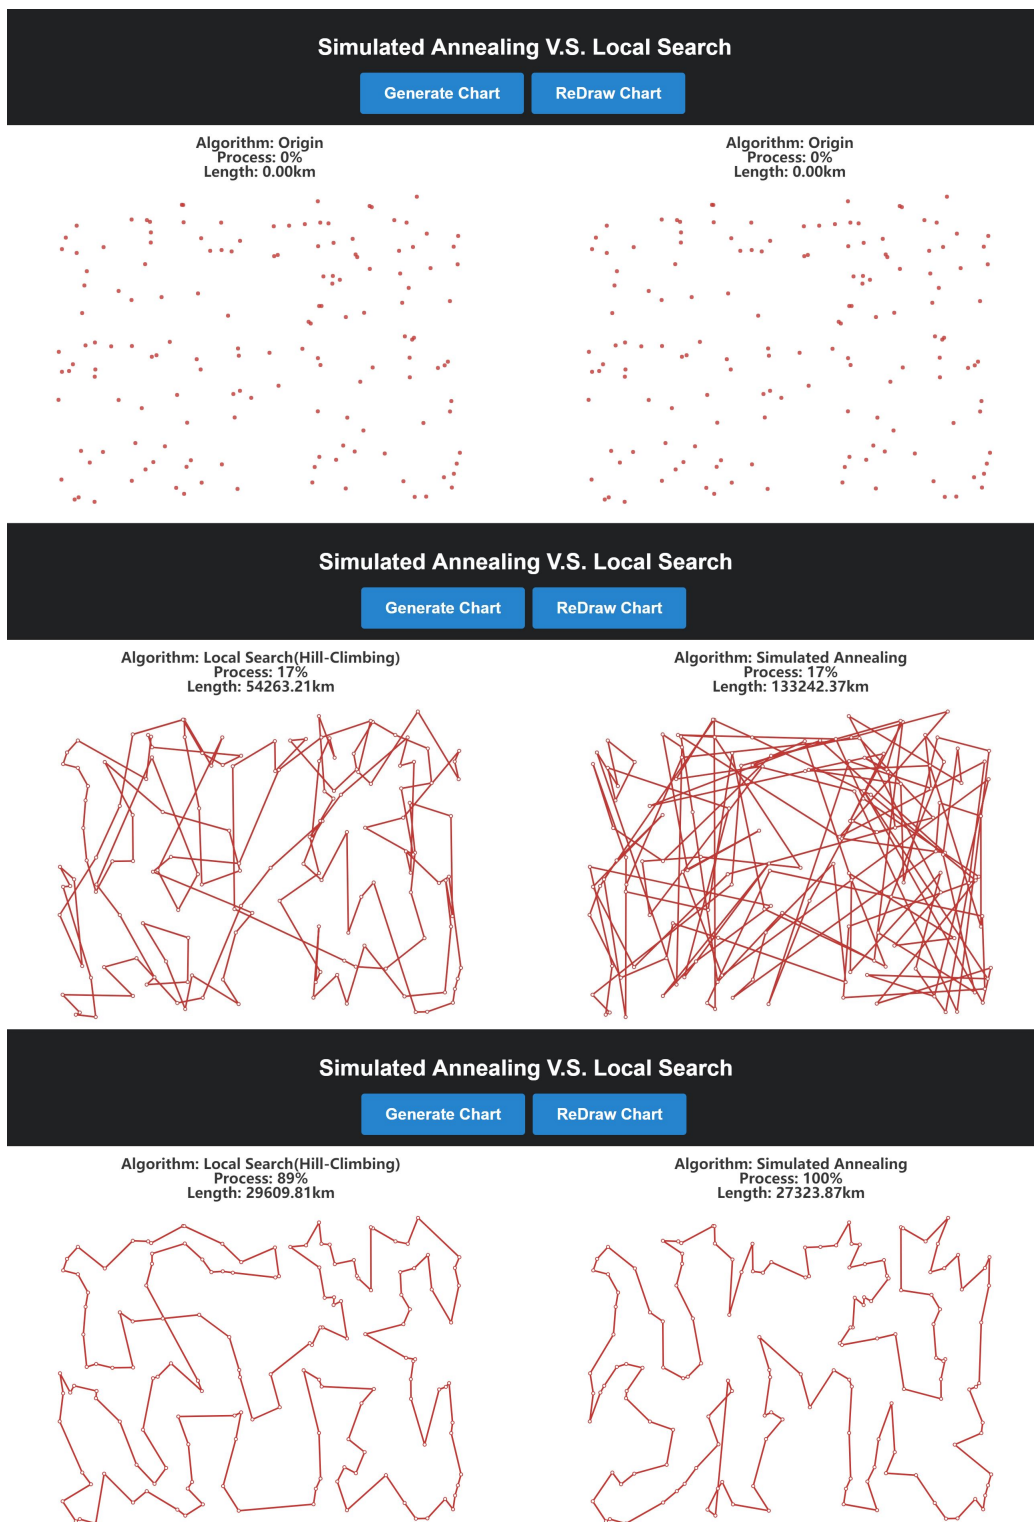 Simulated Annealing V.S. Local Search
Generate Chart
ReDraw Chart
Algorithm: Origin
Process: 0%
Length: 0.00km
Algorithm: Origin
Process: 0%
Length: 0.00km
Simulated Annealing V.S. Local Search
Generate Chart
ReDraw Chart
Algorithm: Local Search(Hill-Climbing)
Process: 17%
Length: 54263.21km
Algorithm: Simulated Annealing
Process: 17%
Length: 133242.37km
Simulated Annealing V.S. Local Search
Generate Chart
ReDraw Chart
Algorithm: Local Search(Hill-Climbing)
Process: 89%
Length: 29609.81km
Algorithm: Simulated Annealing
Process: 100%
Length: 27323.87km